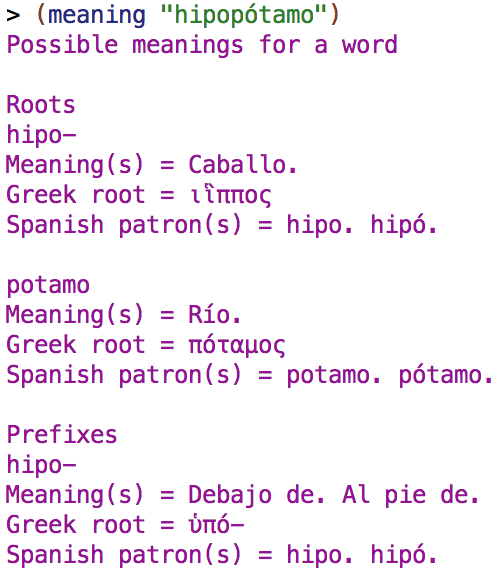 > (meaning "hipopótamo")
Possible meanings for a word
Roots
hipo-
Meaning(s) = Caballo.
Greek root = ιἵππος
Spanish patron(s) = hipo. hipó.
potamo
Meaning(s) = Río.
Greek root = πόταμος
Spanish patron(s) = potamo. pótamo.
Prefixes
hipo-
Meaning(s) = Debajo de. Al pie de.
Greek root = ὑπό-
Spanish patron(s) = hipo. hipó.